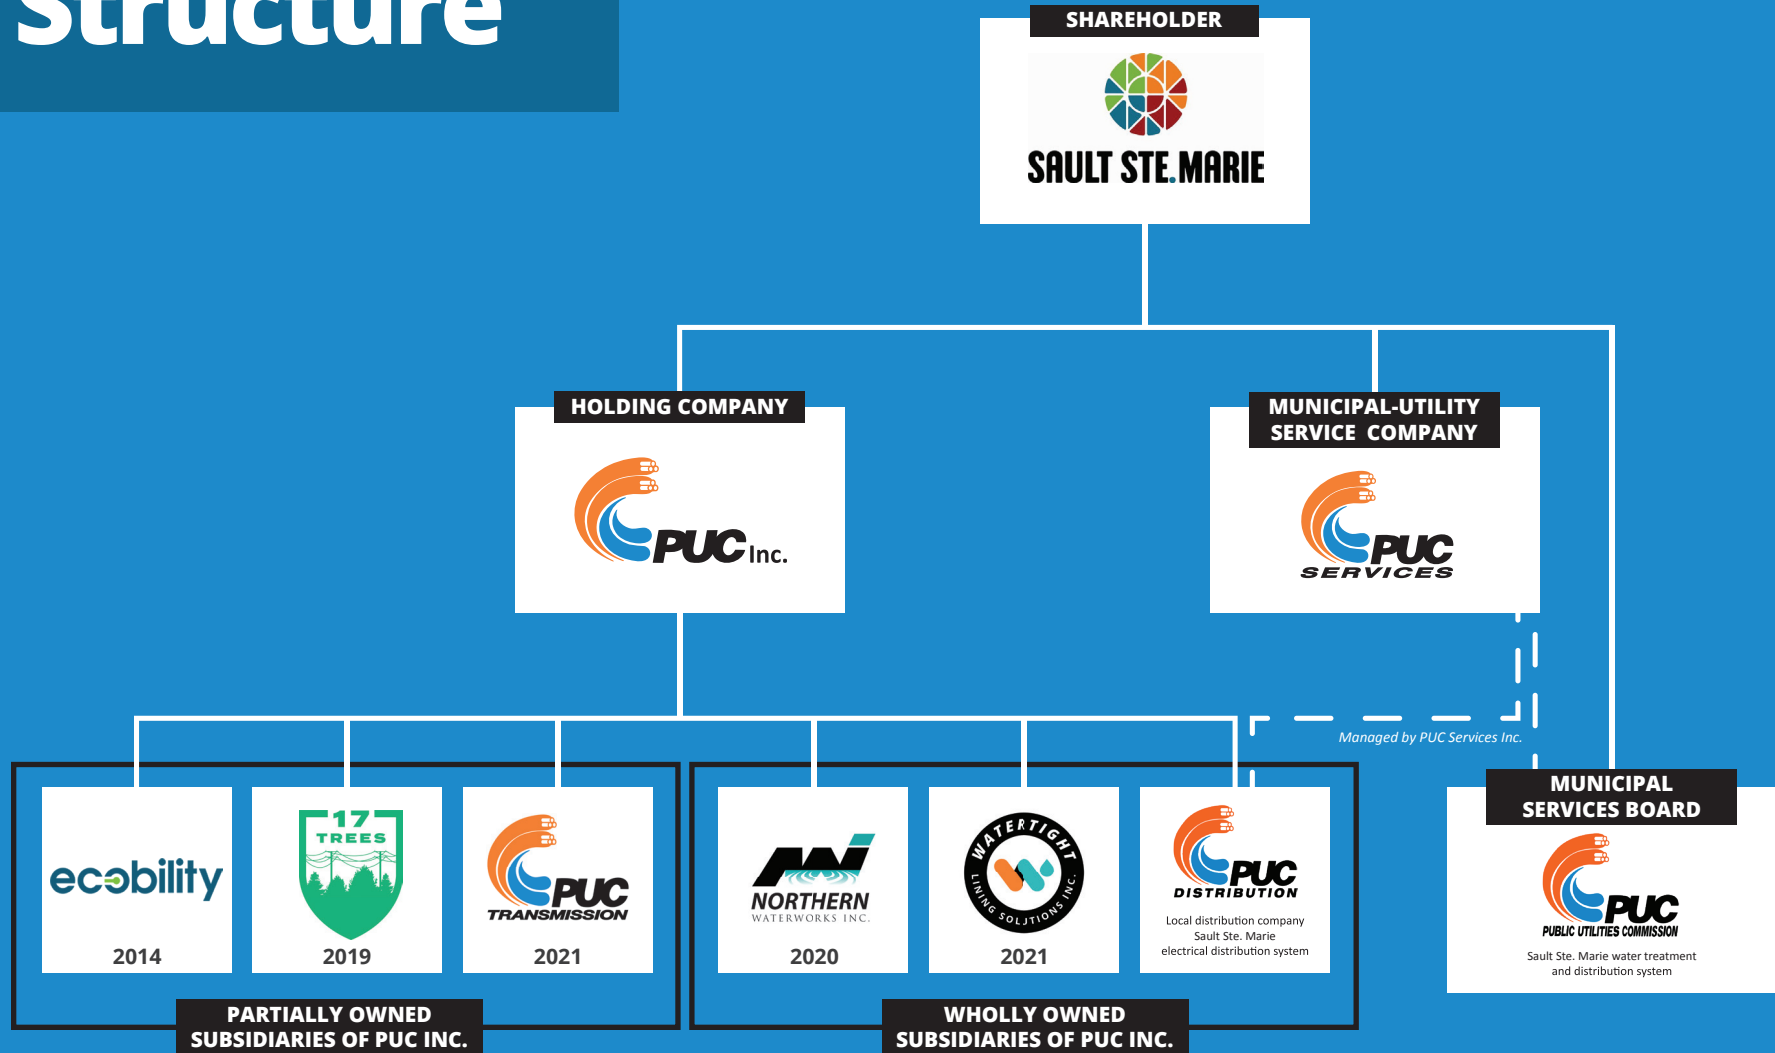 Structure
SHAREHOLDER
SAULT STE.MARIE
HOLDING COMPANY
PUC Inc.
MUNICIPAL-UTILITY
SERVICE COMPANY
PUC
SERVICES
Managed by PUC Services Inc.
ecobility
2014
17
TREES
2019
PUC
TRANSMISSION
2021
PARTIALLY OWNED
SUBSIDIARIES OF PUC INC.
NORTHERN
WATERWORKS INC.
2020
WATERTIGHT
LINING SOLUTIONS INC.
2021
PUC
DISTRIBUTION
Local distribution company
Sault Ste. Marie
electrical distribution system
WHOLLY OWNED
SUBSIDIARIES OF PUC INC.
MUNICIPAL
SERVICES BOARD
PUC
PUBLIC UTILITIES COMMISSION
Sault Ste. Marie water treatment
and distribution system